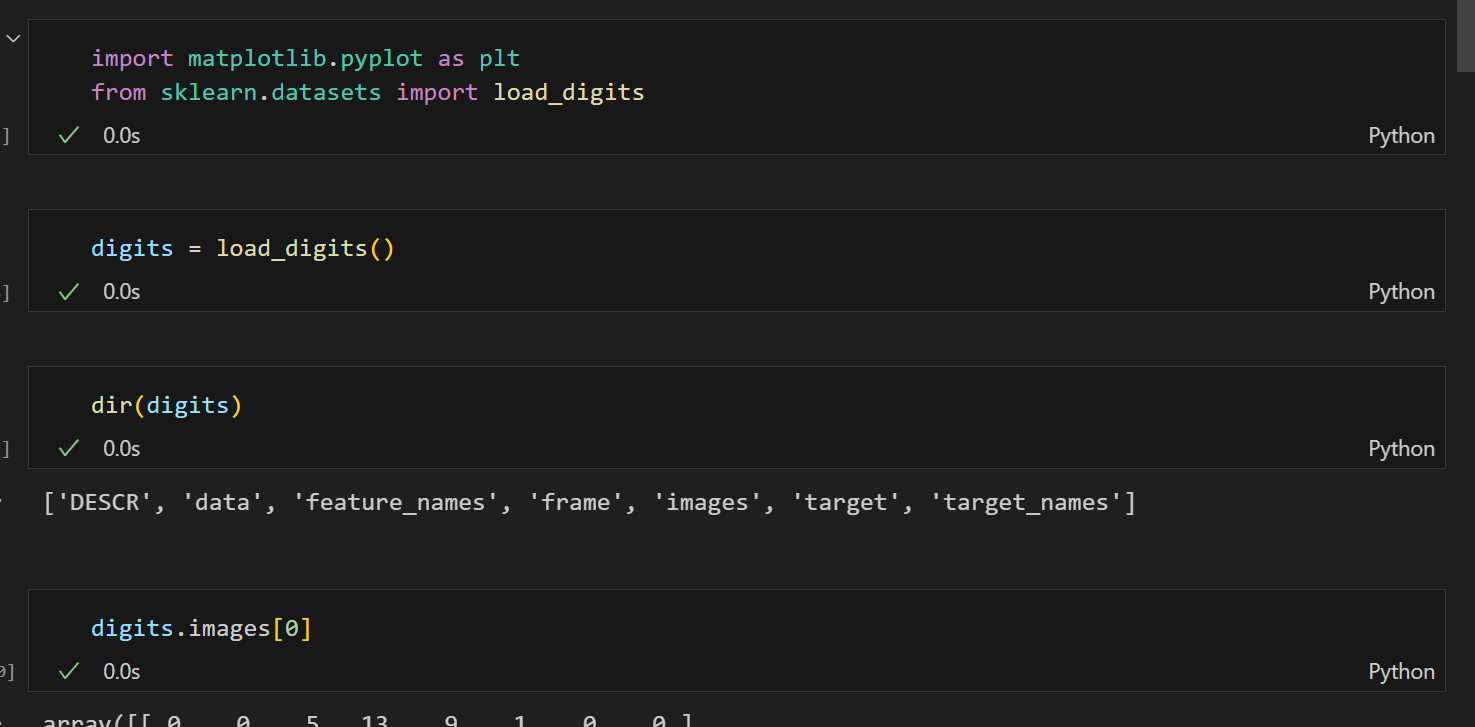 import matplotlib.pyplot as plt
from sklearn.datasets import load_digits
]
0.0s
Python
digits = load_digits()
]
0.0s
Python
dir(digits)
]
0.0s
Python
['DESCR', 'data', 'feature_names', 'frame', 'images', 'target', 'target_names']
digits.images[0]
0]
0.0s
Python
array([[ 0 0 5 13 9 1 0 0 ]